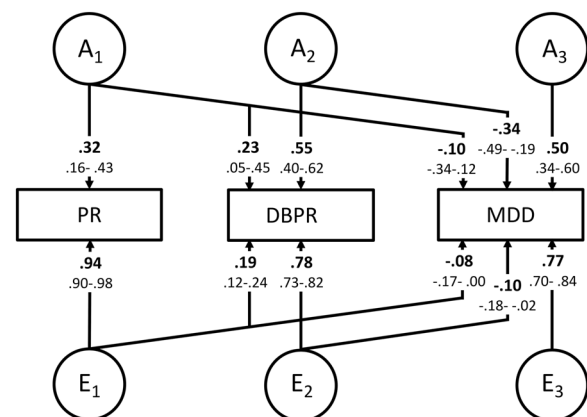 A1
A2
A3
.32
.16- .43
.23
.05-.45
.55
.40-.62
-.10
-.34-.12
-.34
-.49- -.19
.50
.34-.60
PR
DBPR
MDD
.94
.90-.98
.19
.12-.24
.78
.73-.82
-.08
-.17- .00
-.10
-.18- -.02
.77
.70- .84
E1
E2
E3